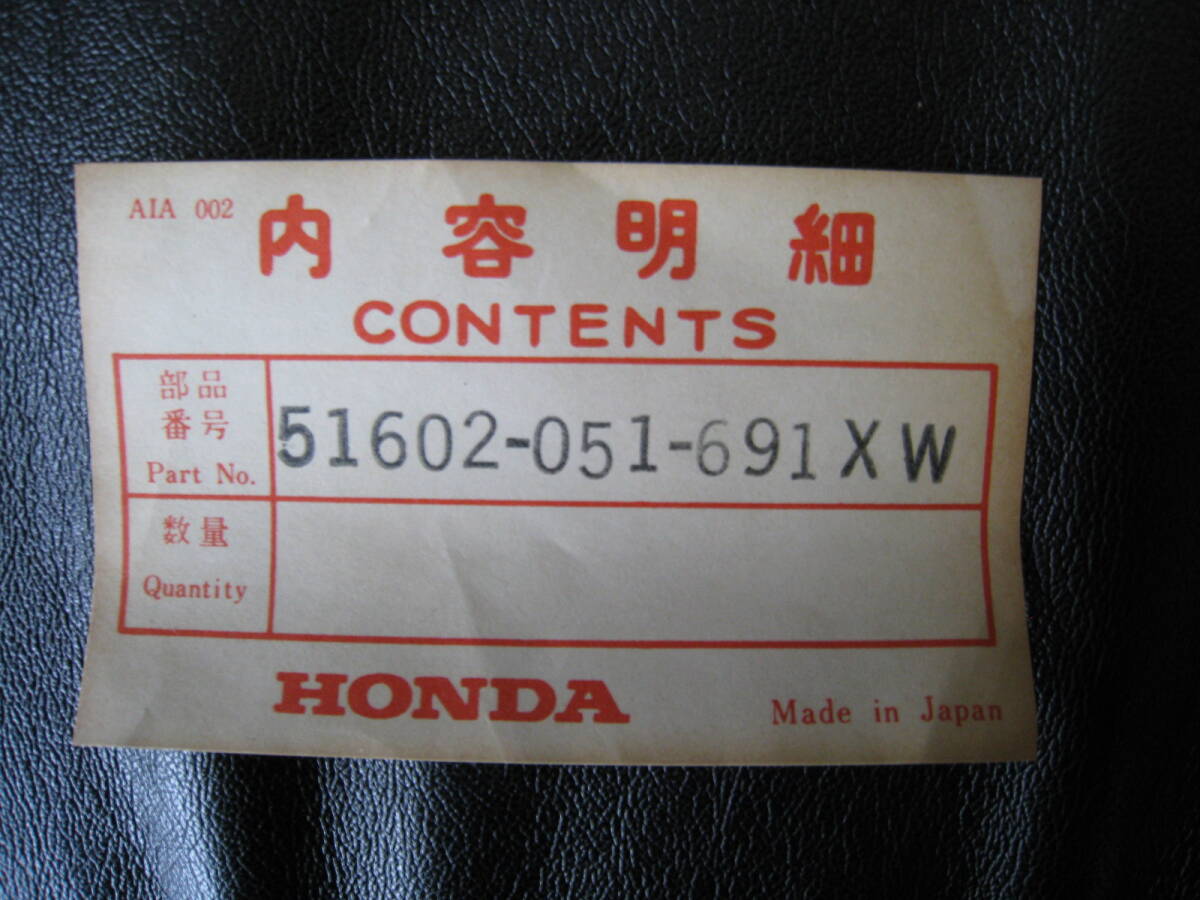 AIA 002 内容明細
CONTENTS
部品
番号
Part No.
51602-051-691XW
数量
Quantity
HONDA
Made in Japan